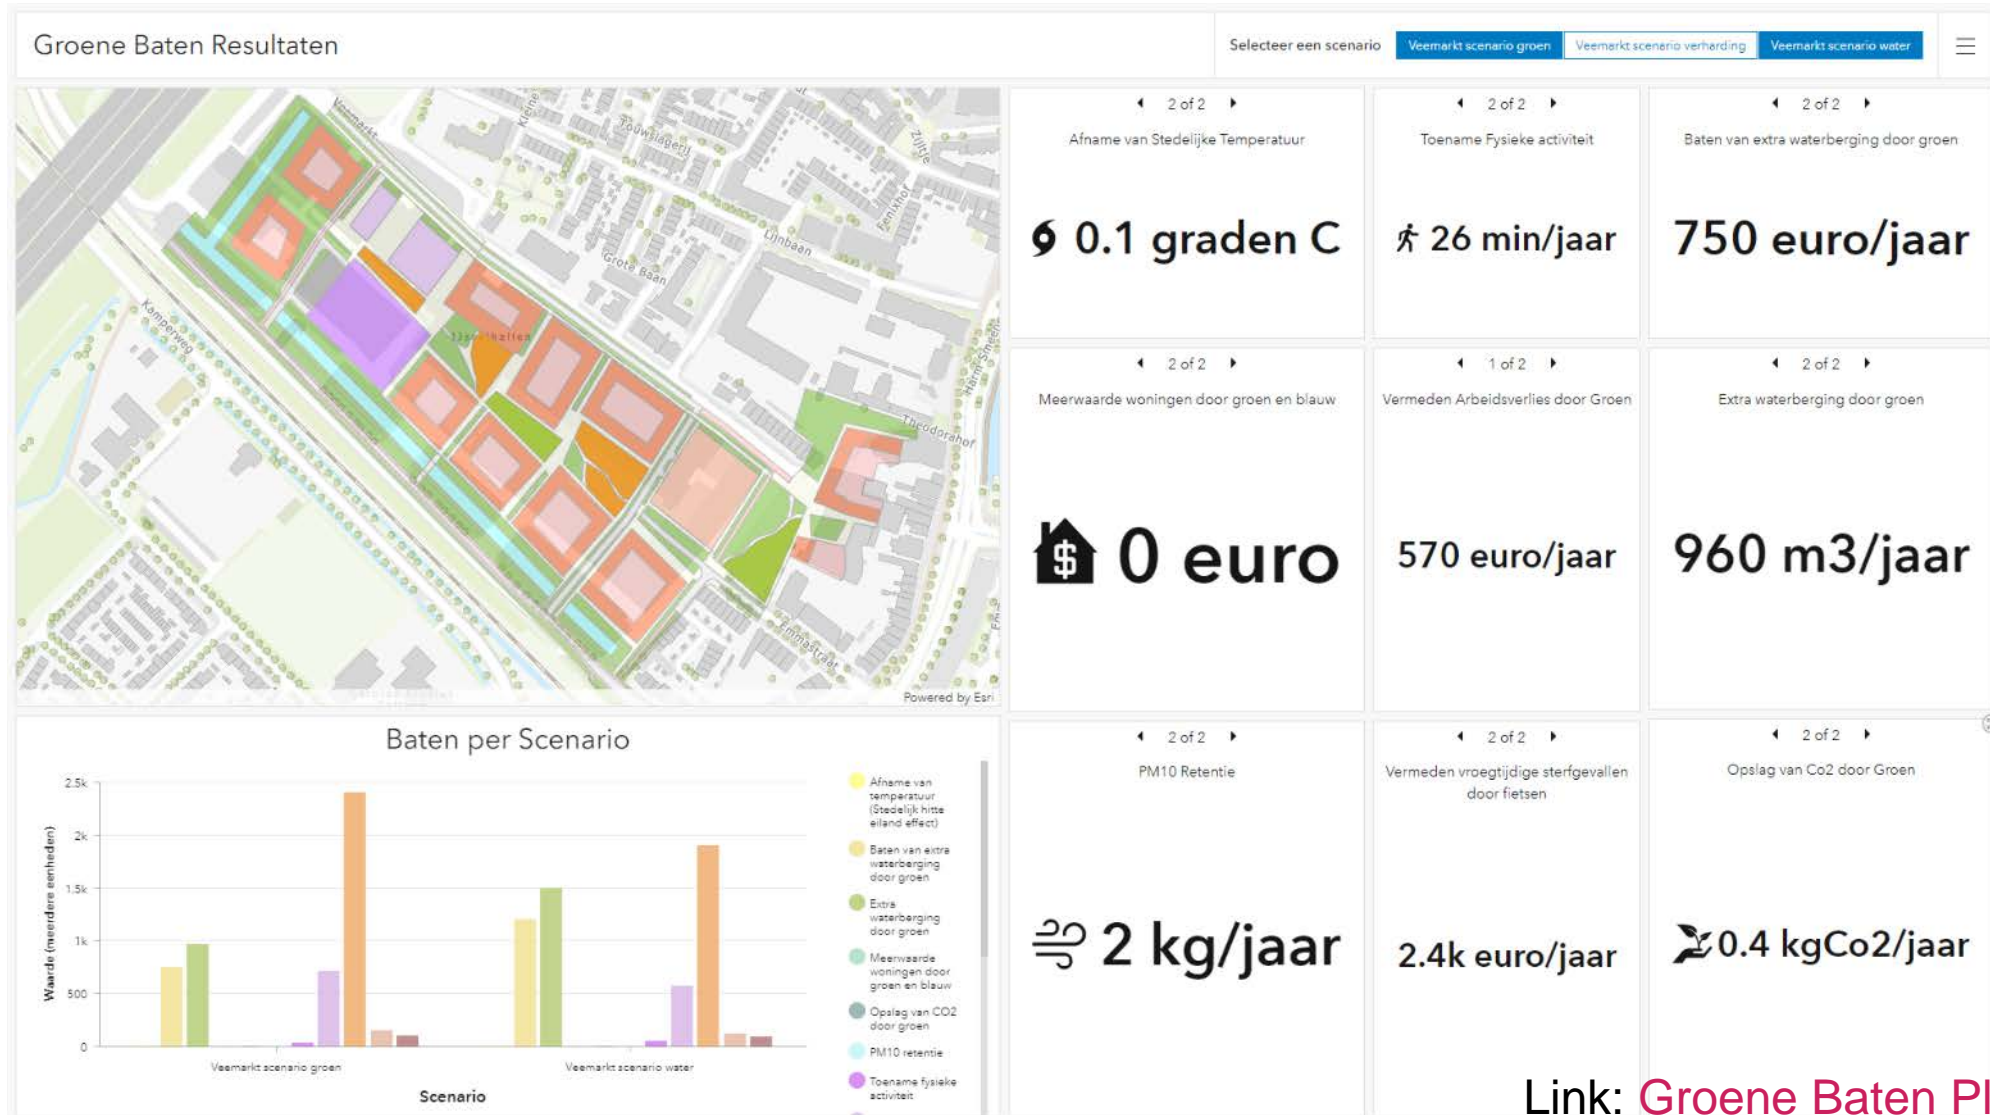 Groene Baten Resultaten
Selecteer een scenario
Veemarkt scenario groen
Veemarkt scenario verharding
Veemarkt scenario water
Veemarkt
Kleine
Touwslagerij
Zijltje
Fenixhof
Lijnbaan
Grote Baan
Kamperweg
IJsselhallen
Harm Smeen
Theodorahof
Emmastraat
Powered by Esri
2 of 2
Afname van Stedelijke Temperatuur
0.1 graden C
2 of 2
Toename Fysieke activiteit
26 min/jaar
2 of 2
Baten van extra waterberging door groen
750 euro/jaar
2 of 2
Meerwaarde woningen door groen en blauw
0 euro
1 of 2
Vermeden Arbeidsverlies door Groen
570 euro/jaar
2 of 2
Extra waterberging door groen
960 m3/jaar
Baten per Scenario
Waarde (meerdere eenheden)
2.5k
2k
1.5k
1k
500
0
Veemarkt scenario groen
Veemarkt scenario water
Scenario
Afname van
temperatuur
(Stedelijk hitte
eiland effect)
Baten van extra
waterberging
door groen
Extra
waterberging
door groen
Meerwaarde
woningen door
groen en blauw
Opslag van CO2
door groen
PM10 retentie
Toename fysieke
activiteit
2 of 2
PM10 Retentie
2 kg/jaar
2 of 2
Vermeden vroegtijdige sterfgevallen
door fietsen
2.4k euro/jaar
2 of 2
Opslag van Co2 door Groen
0.4 kgCo2/jaar
Link: Groene Baten Pl